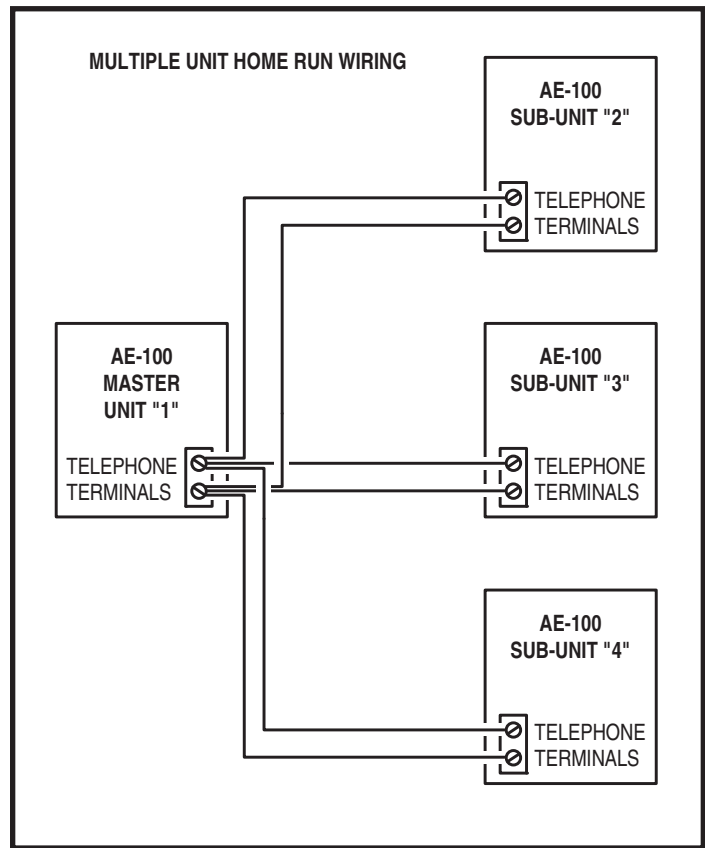 MULTIPLE UNIT HOME RUN WIRING
AE-100
SUB-UNIT "2"
TELEPHONE
TERMINALS
AE-100
MASTER
UNIT "1"
TELEPHONE
TERMINALS
AE-100
SUB-UNIT "3"
TELEPHONE
TERMINALS
AE-100
SUB-UNIT "4"
TELEPHONE
TERMINALS